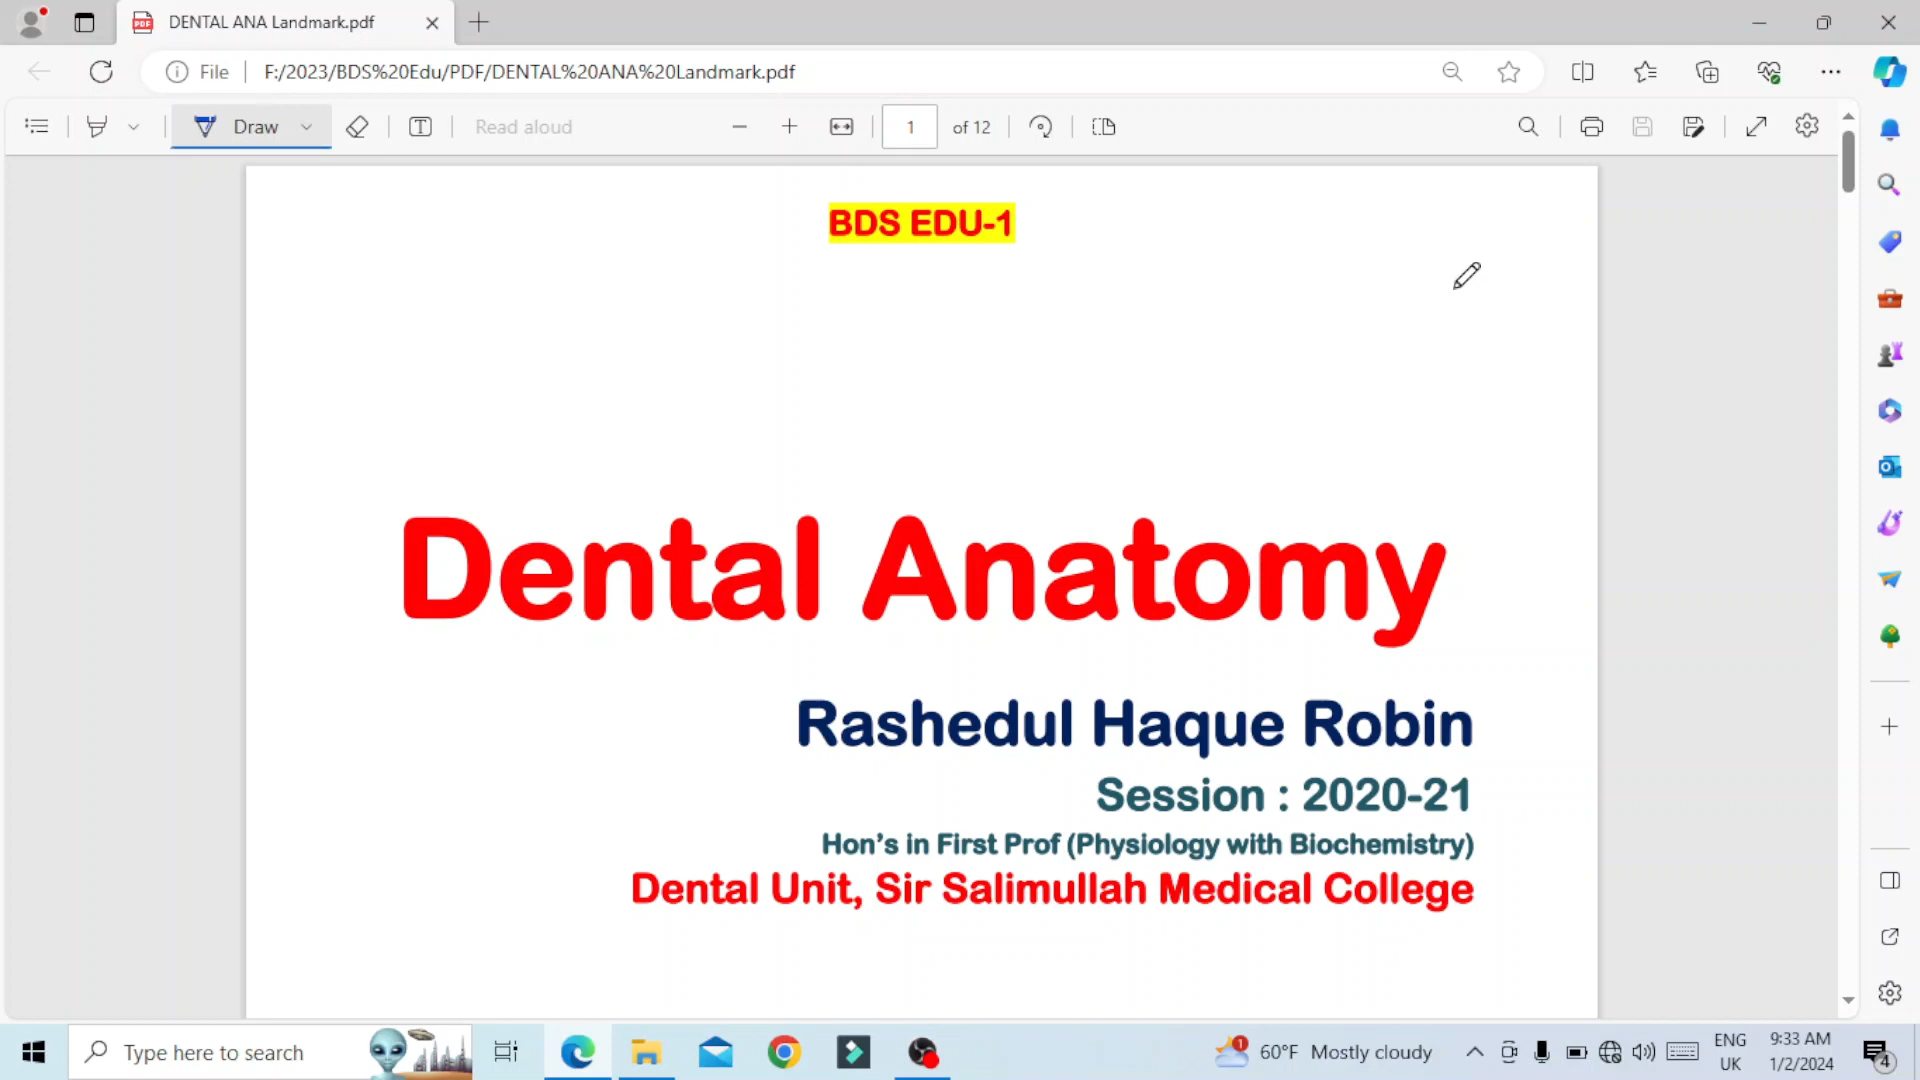 DENTAL ANA Landmark.pdf
File
F:/2023/BDS%20Edu/PDF/DENTAL%20ANA%20Landmark.pdf
Draw
Read aloud
1 of 12
BDS EDU-1
Dental Anatomy
Rashedul Haque Robin
Session : 2020-21
Hon’s in First Prof (Physiology with Biochemistry)
Dental Unit, Sir Salimullah Medical College
Type here to search
1
60°F Mostly cloudy
ENG
UK
9:33 AM
1/2/2024
4